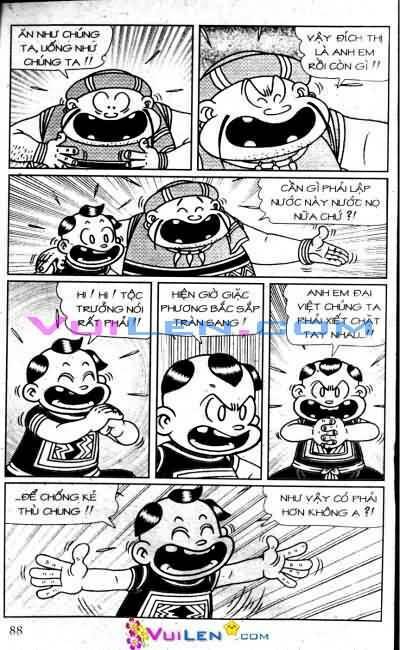 ĂN NHƯ CHÚNG
TA, UỐNG NHƯ
CHÚNG TA !!
VẬY ĐÍCH THỊ
LÀ ANH EM
RỒI CÒN GÌ !!
CẦN GÌ PHẢI LẬP
NƯỚC NÀY NƯỚC NỌ
NỮA CHỨ ?!
HI ! HI ! TỘC
TRƯỞNG NÓI
RẤT PHẢI
HIỆN GIỜ GIẶC
PHƯƠNG BẮC SẮP
TRÀN SANG !
ANH EM ĐẠI
VIỆT CHÚNG TA
PHẢI XIẾT CHẶT
TAY NHAU...
VUILEN.COM
...ĐỂ CHỐNG KẺ
THÙ CHUNG !!
NHƯ VẬY CÓ PHẢI
HƠN KHÔNG A ?!
88
VUILEN.COM